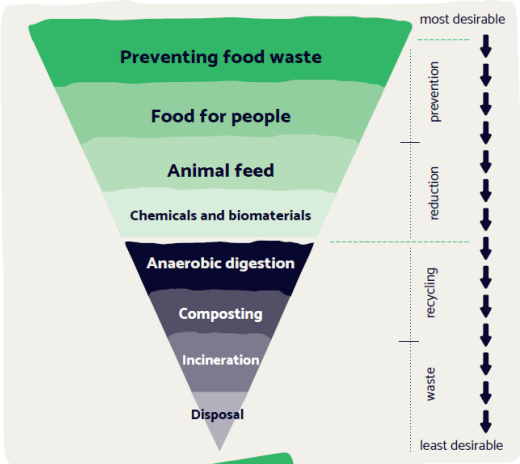 most desirable
Preventing food waste
prevention
Food for people
Animal feed
reduction
Chemicals and biomaterials
Anaerobic digestion
recycling
Composting
Incineration
waste
Disposal
least desirable